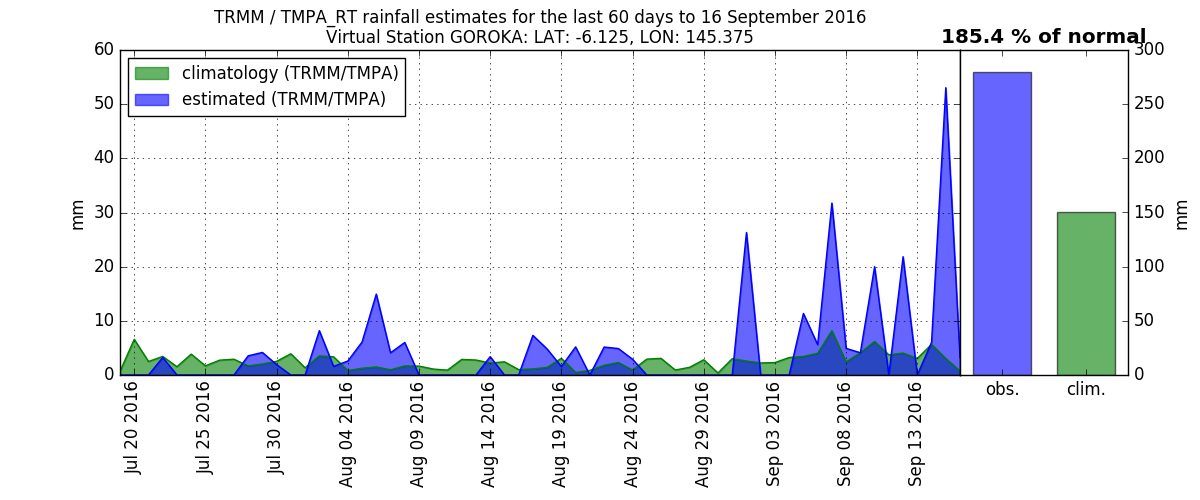 TRMM / TMPA_RT rainfall estimates for the last 60 days to 16 September 2016
Virtual Station GOROKA: LAT: -6.125, LON: 145.375
185.4 % of normal
climatology (TRMM/TMPA)
estimated (TRMM/TMPA)
60
50
40
30
20
10
0
mm
300
250
200
150
100
50
0
mm
Jul 20 2016
Jul 25 2016
Jul 30 2016
Aug 04 2016
Aug 09 2016
Aug 14 2016
Aug 19 2016
Aug 24 2016
Aug 29 2016
Sep 03 2016
Sep 08 2016
Sep 13 2016
obs.
clim.